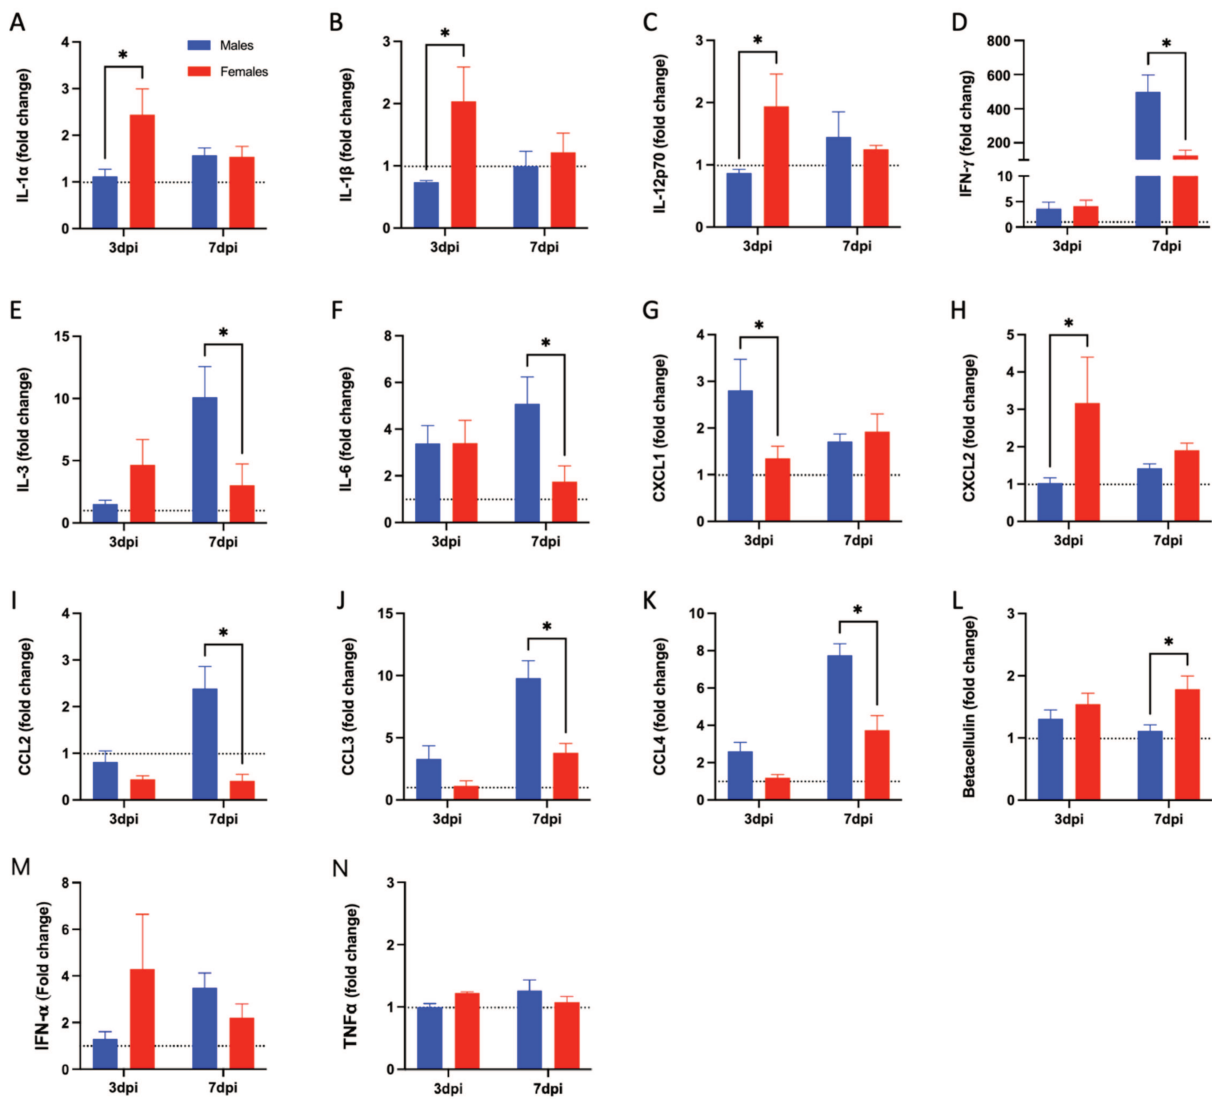 A
IL-1α (fold change)
4
3
2
1
0
*
Males
Females
3dpi
7dpi
B
IL-1β (fold change)
3
2
1
0
*
3dpi
7dpi
C
IL-12p70 (fold change)
3
2
1
0
*
3dpi
7dpi
D
IFN-γ (fold chang)
800
600
400
200
10
5
0
*
3dpi
7dpi
E
IL-3 (fold change)
15
10
5
0
*
3dpi
7dpi
F
IL-6 (fold change)
8
6
4
2
0
*
3dpi
7dpi
G
CXCL1 (fold change)
4
3
2
1
0
*
3dpi
7dpi
H
CXCL2 (fold change)
5
4
3
2
1
0
*
3dpi
7dpi
I
CCL2 (fold change)
4
3
2
1
0
*
3dpi
7dpi
J
CCL3 (fold change)
15
10
5
0
*
3dpi
7dpi
K
CCL4 (fold change)
10
8
6
4
2
0
*
3dpi
7dpi
L
Betacellulin (fold change)
3
2
1
0
*
3dpi
7dpi
M
IFN-α (Fold change)
8
6
4
2
0
3dpi
7dpi
N
TNFα (fold change)
3
2
1
0
3dpi
7dpi